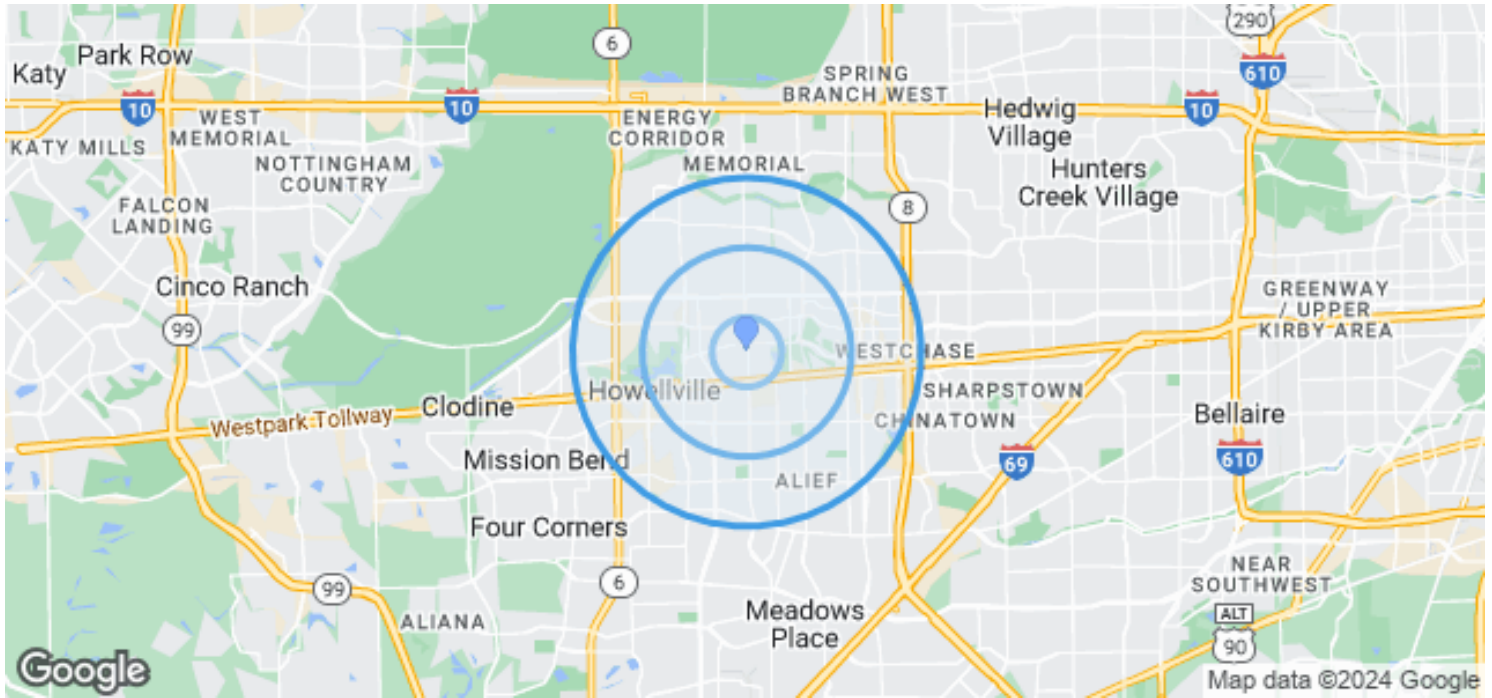 290
6
Park Row
Katy
610
SPRING
BRANCH WEST
10
10
Hedwig
Village
10
WEST
MEMORIAL
ENERGY
CORRIDOR
KATY MILLS
NOTTINGHAM
COUNTRY
MEMORIAL
Hunters
Creek Village
FALCON
LANDING
8
Cinco Ranch
GREENWAY
/ UPPER
KIRBY AREA
99
WESTCHASE
Howellville
SHARPSTOWN
Clodine
Westpark Tollway
CHINATOWN
Bellaire
Mission Bend
69
610
ALIEF
Four Corners
99
6
NEAR
SOUTHWEST
Meadows
Place
ALIANA
ALT
90
Google
Map data ©2024 Google